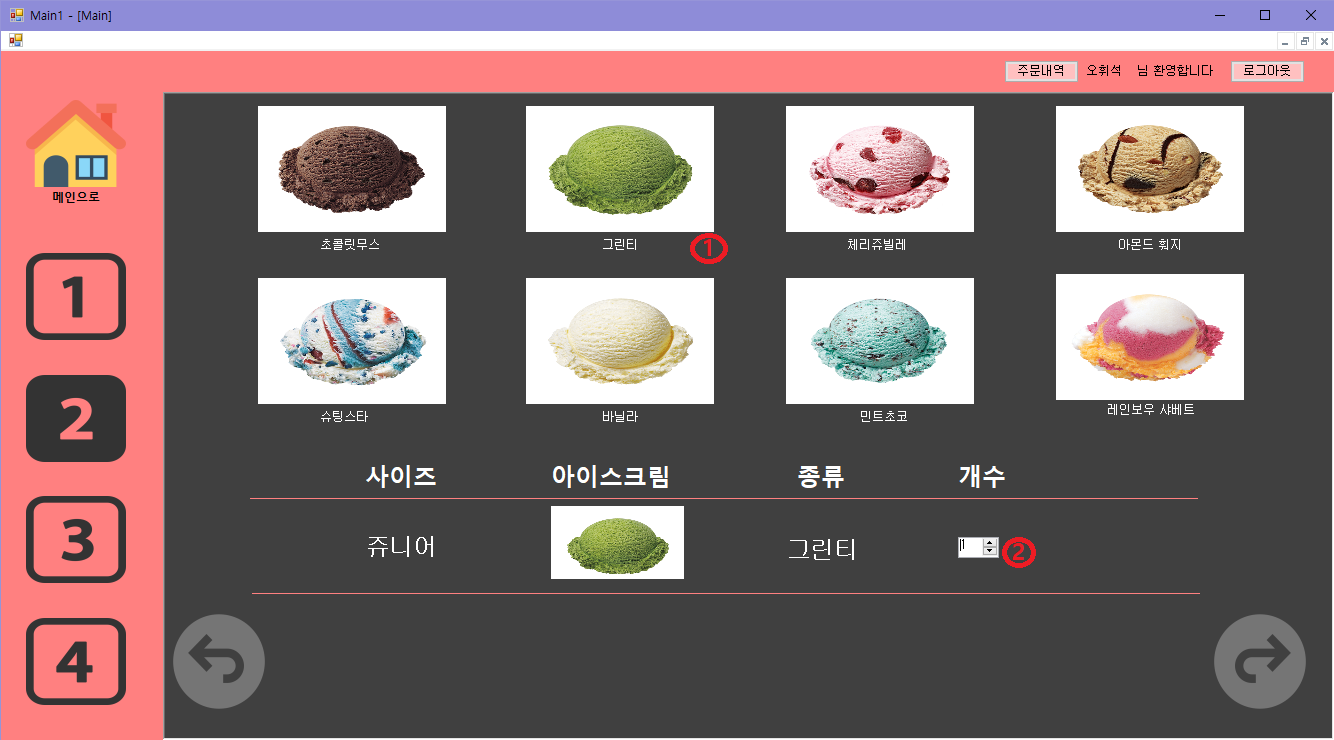 Main1 - [Main]
주문내역 오휘석 님 환영합니다 로그아웃
메인으로
1
2
3
4
초콜릿무스 그린티 체리쥬빌레 아몬드 훠지
1
슈팅스타 바닐라 민트초코 레인보우 샤베트
사이즈 아이스크림 종류 개수
쥬니어 그린티 1
2